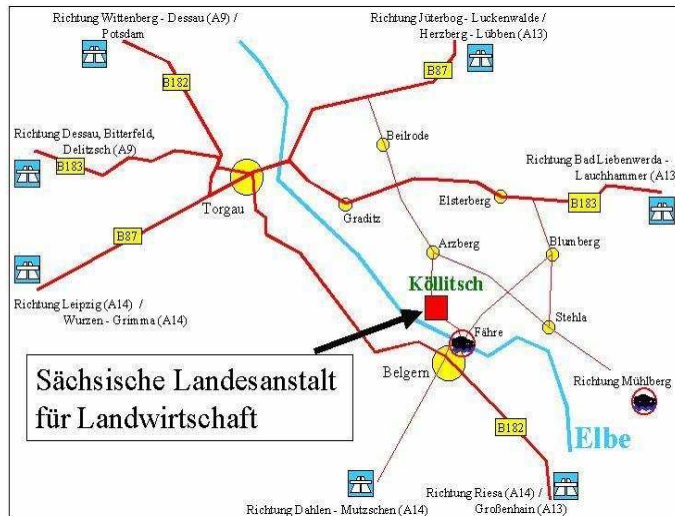 Richtung Wittenberg - Dessau (A9) /
Potsdam
Richtung Jüterbog - Luckenwalde /
Herzberg - Lübben (A13)
B87
B182
Richtung Dessau, Bitterfeld,
Delitzsch (A9)
B183
Beilrode
Richtung Bad Liebenwerda -
Lauchhammer (A13)
Torgau
Graditz
Elsterberg
B183
B87
Arzberg
Blumberg
Köllitsch
Richtung Leipzig (A14) /
Wurzen - Grimma (A14)
Fähre
Stehla
Sächsische Landesanstalt
für Landwirtschaft
Belgern
Richtung Mühlberg
B182
Elbe
Richtung Dahlen - Mutzschen (A14)
Richtung Riesa (A14) /
Großenhain (A13)